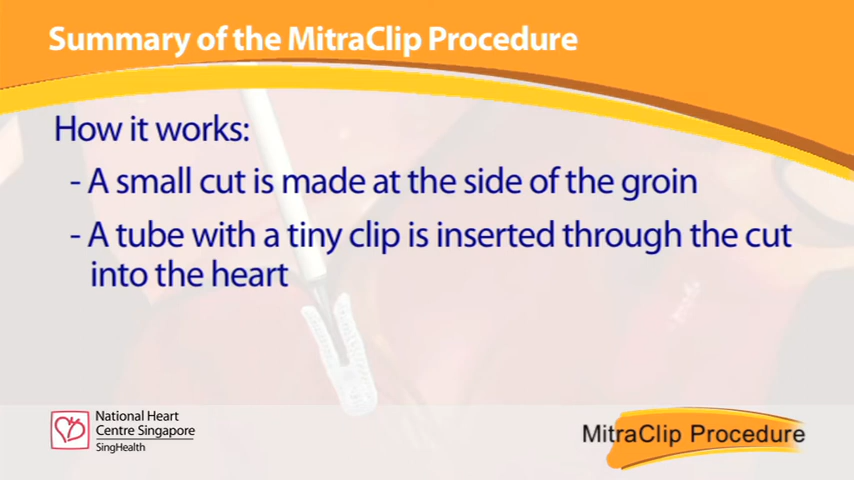 Summary of the MitraClip Procedure
How it works:
- A small cut is made at the side of the groin
- A tube with a tiny clip is inserted through the cut
into the heart
National Heart
Centre Singapore
SingHealth
MitraClip Procedure